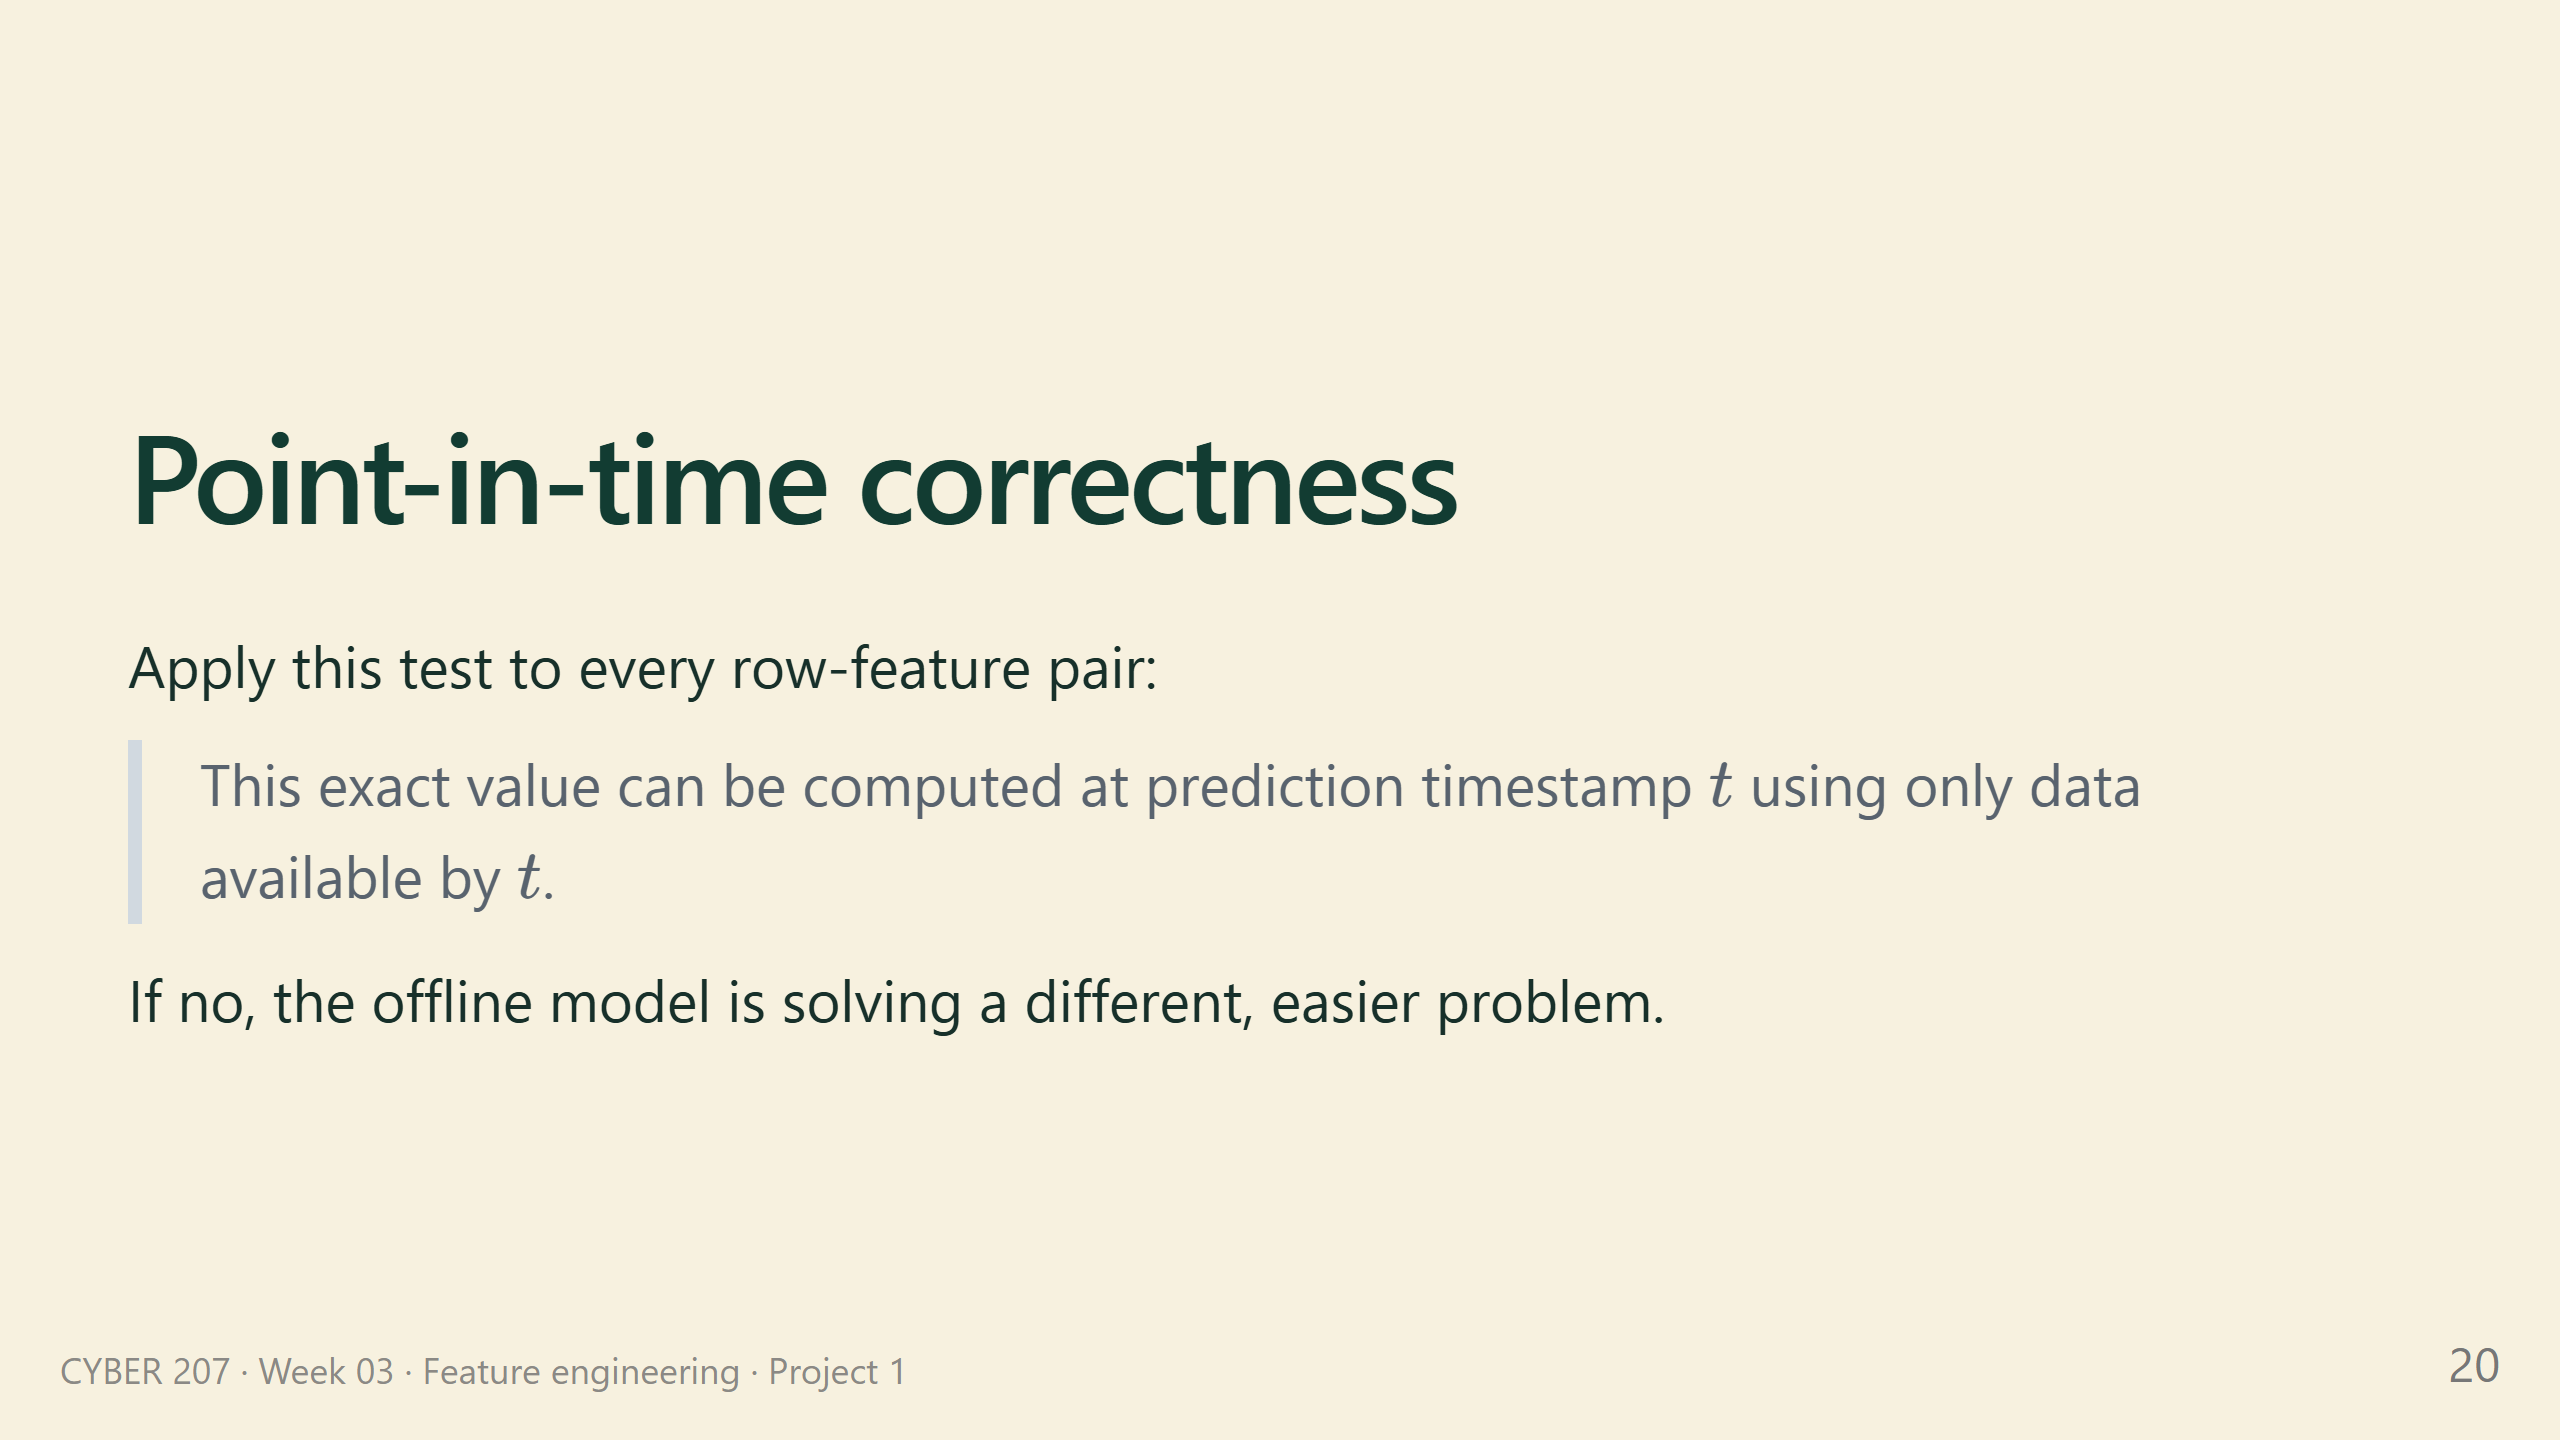 Point-in-time correctness
Apply this test to every row-feature pair:
This exact value can be computed at prediction timestamp t using only data
available by t.
If no, the offline model is solving a different, easier problem.
CYBER 207 · Week 03 · Feature engineering · Project 1
20